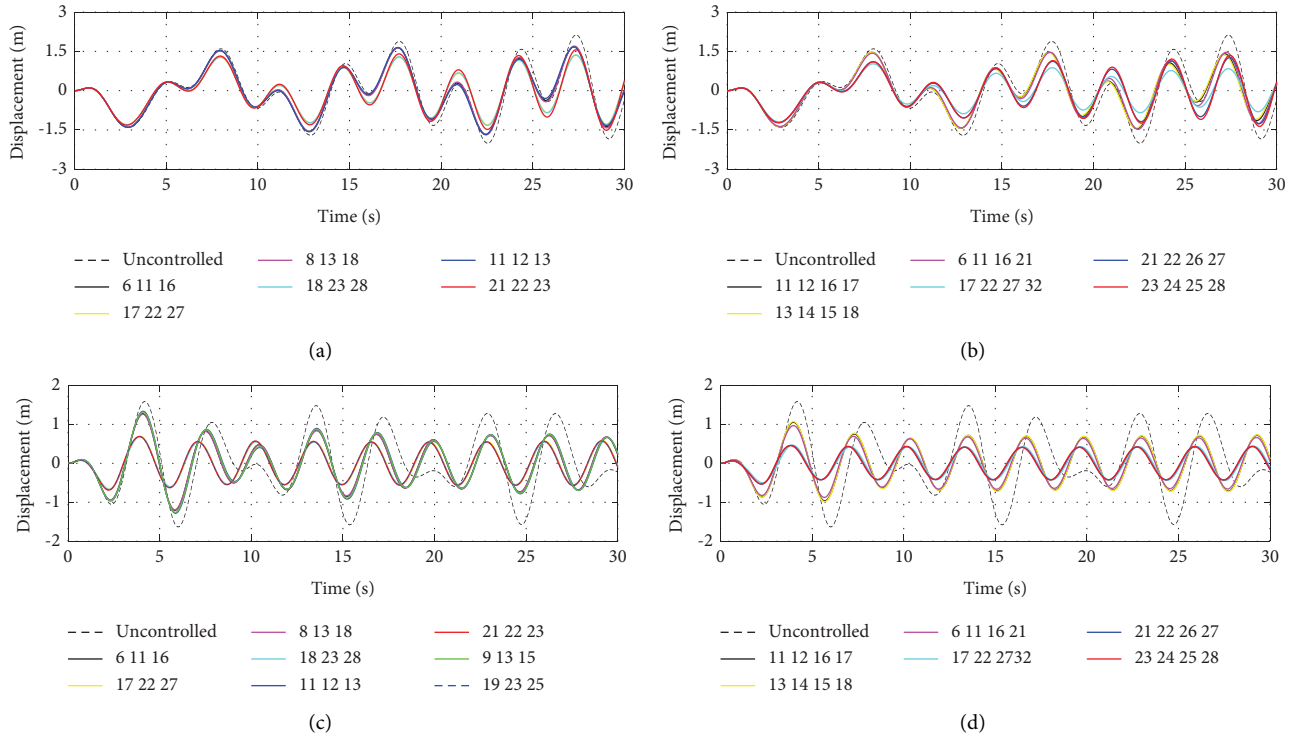 3
1.5
0
-1.5
-3
Displacement (m)
0 5 10 15 20 25 30
Time (s)
Uncontrolled
6 11 16
17 22 27
8 13 18
18 23 28
11 12 13
21 22 23
(a)
3
1.5
0
-1.5
-3
Displacement (m)
0 5 10 15 20 25 30
Time (s)
Uncontrolled
11 12 16 17
13 14 15 18
6 11 16 21
17 22 27 32
21 22 26 27
23 24 25 28
(b)
2
1
0
-1
-2
Displacement (m)
0 5 10 15 20 25 30
Time (s)
Uncontrolled
6 11 16
17 22 27
8 13 18
18 23 28
11 12 13
21 22 23
9 13 15
19 23 25
(c)
2
1
0
-1
-2
Displacement (m)
0 5 10 15 20 25 30
Time (s)
Uncontrolled
11 12 16 17
13 14 15 18
6 11 16 21
17 22 2732
21 22 26 27
23 24 25 28
(d)